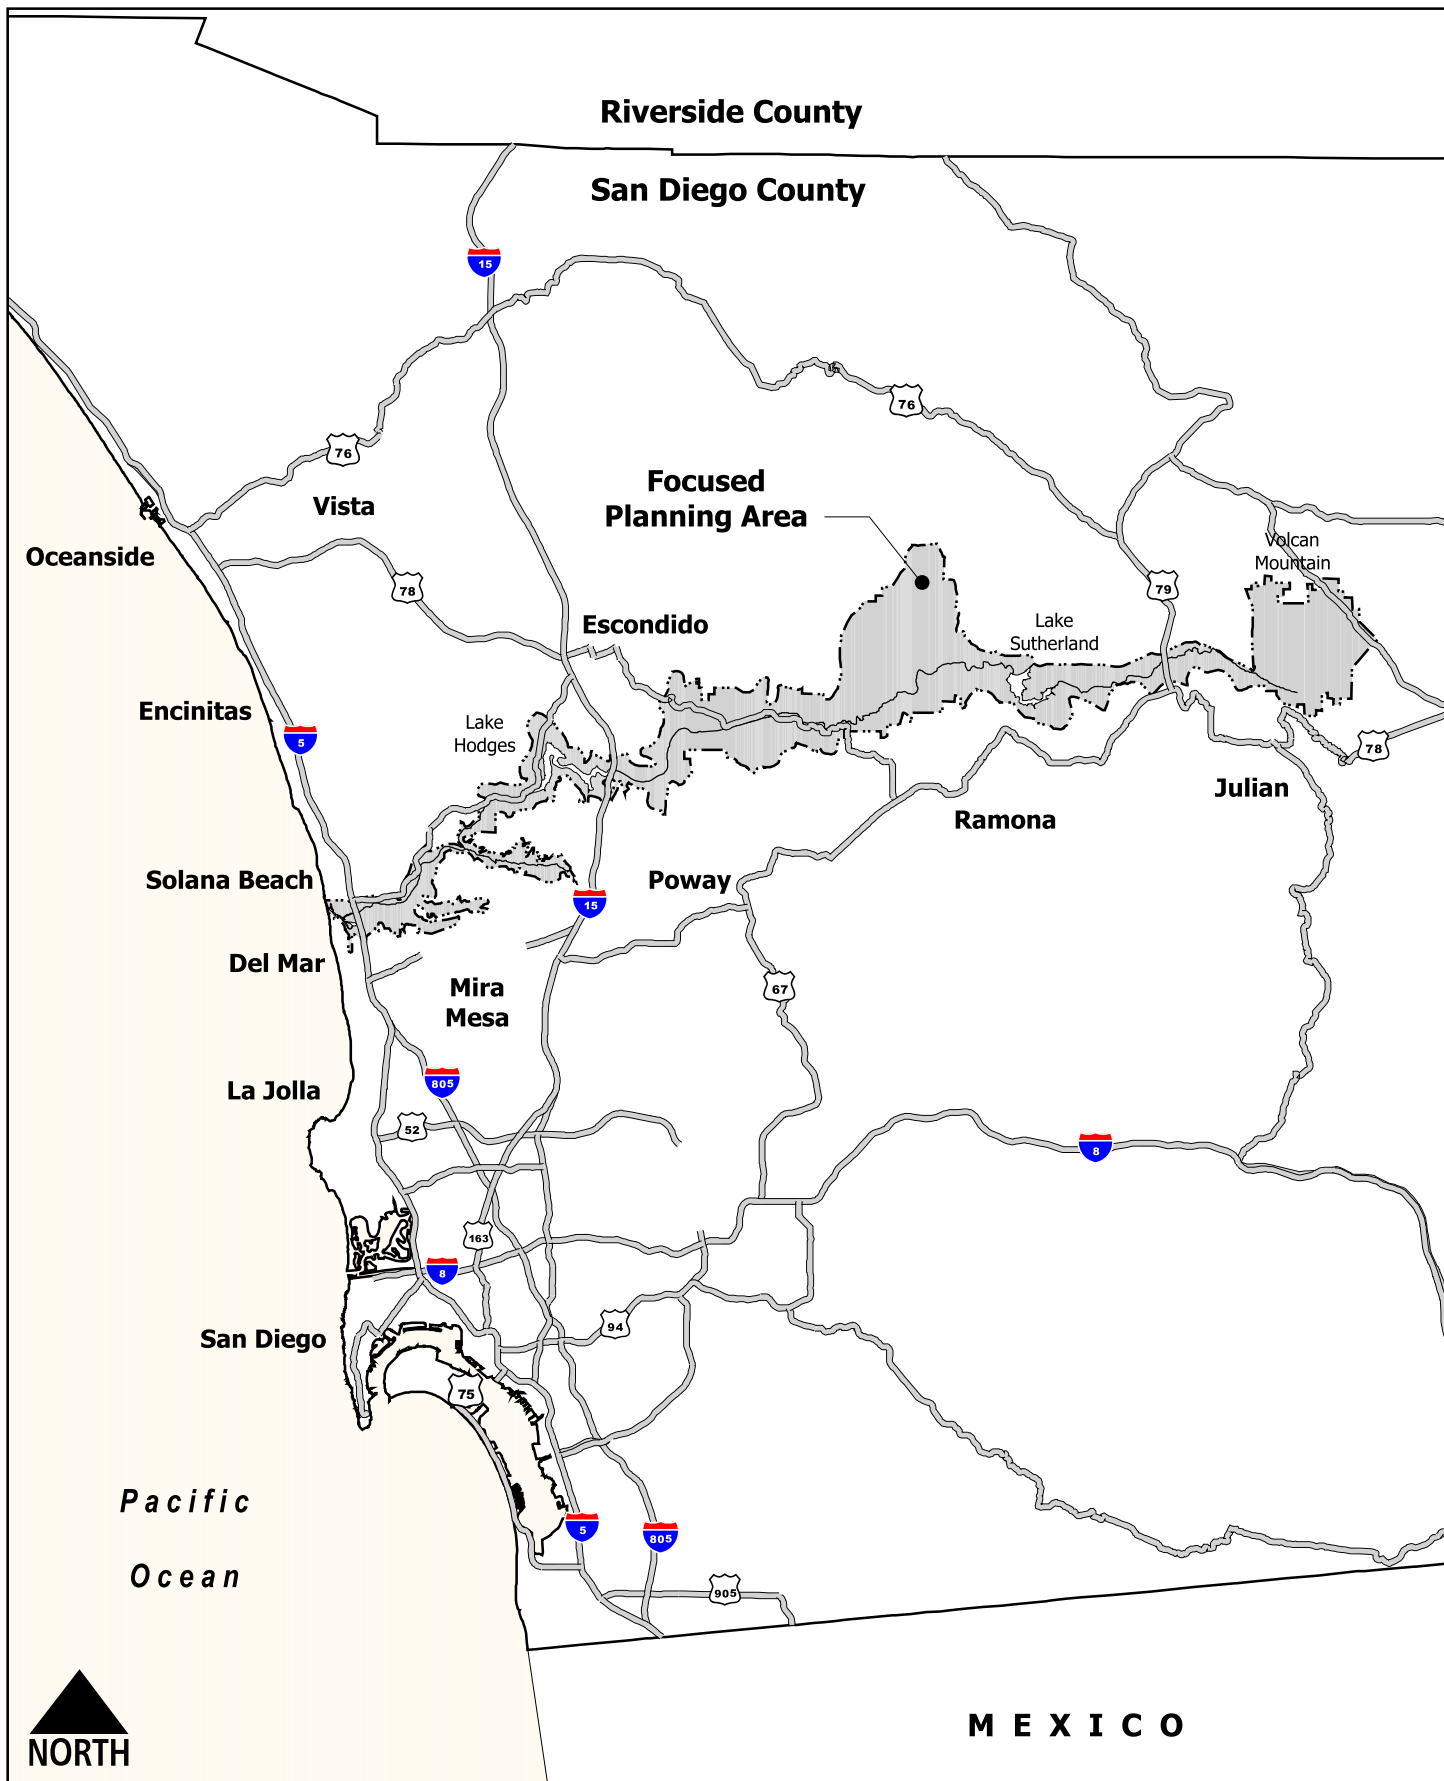 Riverside County
San Diego County
15
76
76
Focused
Planning Area
Vista
Oceanside
Volcan
Mountain
78
79
Escondido
Lake
Sutherland
Encinitas
Lake
Hodges
5
78
Julian
Ramona
Solana Beach
Poway
15
Del Mar
Mira
Mesa
67
La Jolla
805
52
8
163
8
San Diego
94
75
Pacific
Ocean
5
805
905
NORTH
MEXICO